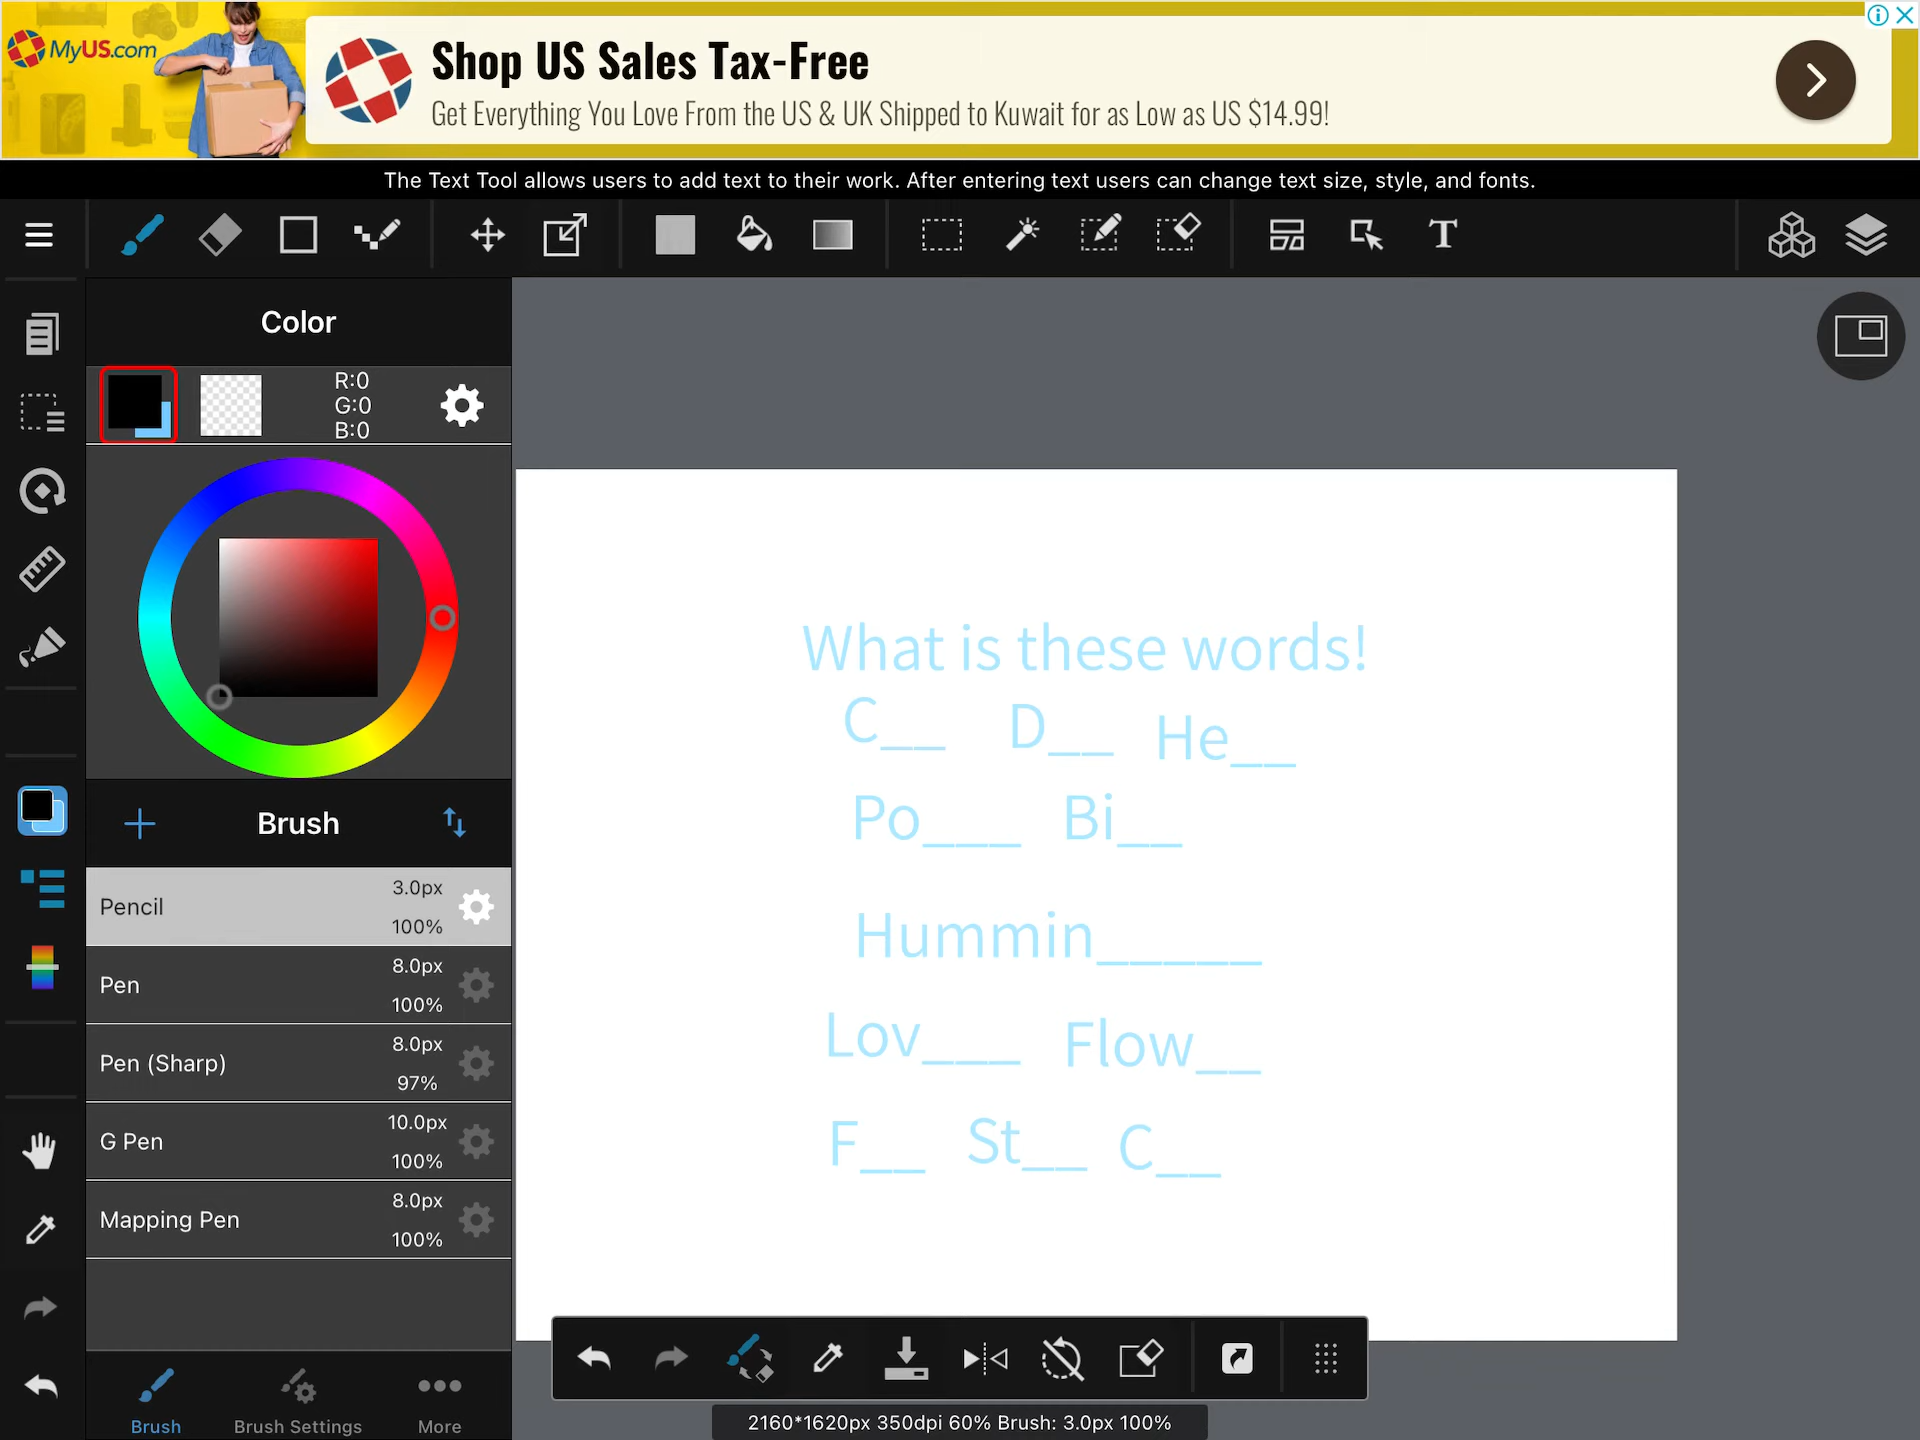 MyUS.com
Shop US Sales Tax-Free
Get Everything You Love From the US & UK Shipped to Kuwait for as Low as US $14.99!
The Text Tool allows users to add text to their work. After entering text users can change text size, style, and fonts.
T
Color
R:0
G:0
B:0
What is these words!
C__ D__ He__
Po___ Bi__
Hummin_____
Lov___ Flow__
F__ St__ C__
Brush
Pencil 3.0px 100%
Pen 8.0px 100%
Pen (Sharp) 8.0px 97%
G Pen 10.0px 100%
Mapping Pen 8.0px 100%
Brush Brush Settings More
2160*1620px 350dpi 60% Brush: 3.0px 100%